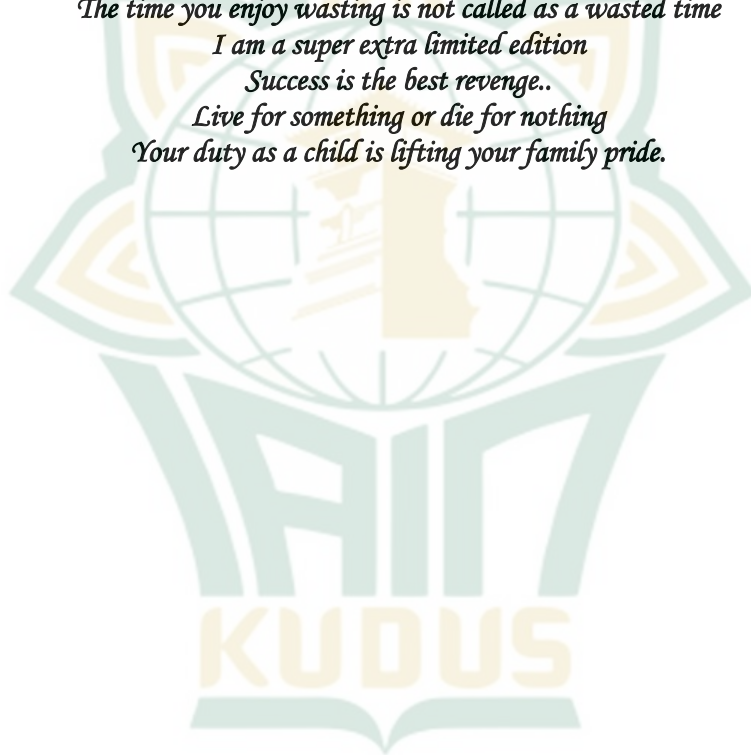 The time you enjoy wasting is not called as a wasted time
I am a super extra limited edition
Success is the best revenge..
Live for something or die for nothing
Your duty as a child is lifting your family pride.
IAIN
KUDUS